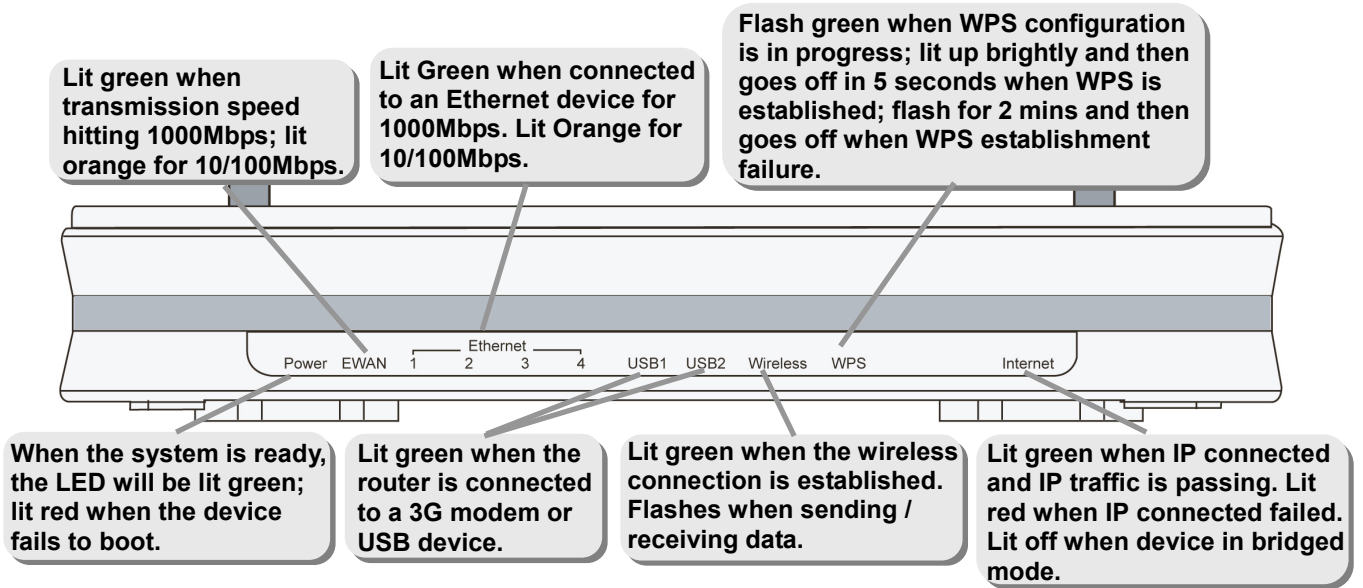 Lit green when
transmission speed
hitting 1000Mbps; lit
orange for 10/100Mbps.
Lit Green when connected
to an Ethernet device for
1000Mbps. Lit Orange for
10/100Mbps.
Flash green when WPS configuration
is in progress; lit up brightly and then
goes off in 5 seconds when WPS is
established; flash for 2 mins and then
goes off when WPS establishment
failure.
Ethernet
Power EWAN 1 2 3 4 USB1 USB2 Wireless WPS Internet
When the system is ready,
the LED will be lit green;
lit red when the device
fails to boot.
Lit green when the
router is connected
to a 3G modem or
USB device.
Lit green when the wireless
connection is established.
Flashes when sending /
receiving data.
Lit green when IP connected
and IP traffic is passing. Lit
red when IP connected failed.
Lit off when device in bridged
mode.